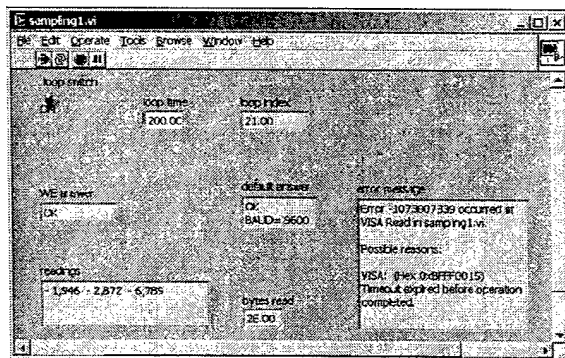 sampling1.vi
File Edit Operate Tools Browse Window Help
loop switch
loop time
200.00
loop index
21.00
WE answer
OK
default answer
OK
BAUD= 9600
error message
Error -1073807339 occurred at
VISA Read in sampling1.vi.
Possible reasons:
VISA: (Hex 0xBFFF0015)
Timeout expired before operation
completed.
readings
- 1,946 - 2,872 - 6,785
bytes read
26.00